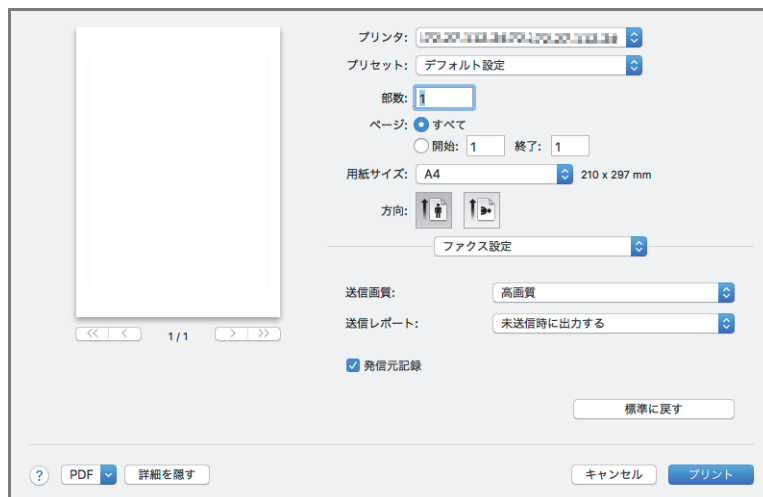 プリンタ:
プリセット: デフォルト設定
部数: 1
ページ: すべて
開始: 1 終了: 1
用紙サイズ: A4 210 x 297 mm
方向:
ファクス設定
送信画質: 高画質
送信レポート: 未送信時に出力する
発信元記録
1 / 1
標準に戻す
? PDF 詳細を隠す キャンセル プリント